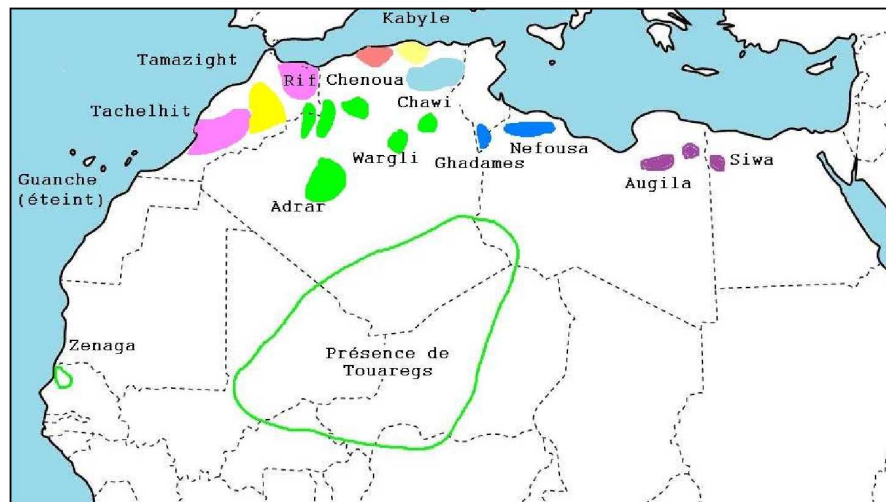 Kabyle
Tamazight
Rif
Chenoua
Tachelhit
Chawi
Wargli
Ghadames
Nefousa
Siwa
Augila
Guanche
(éteint)
Adrar
Zenaga
Présence de
Touaregs